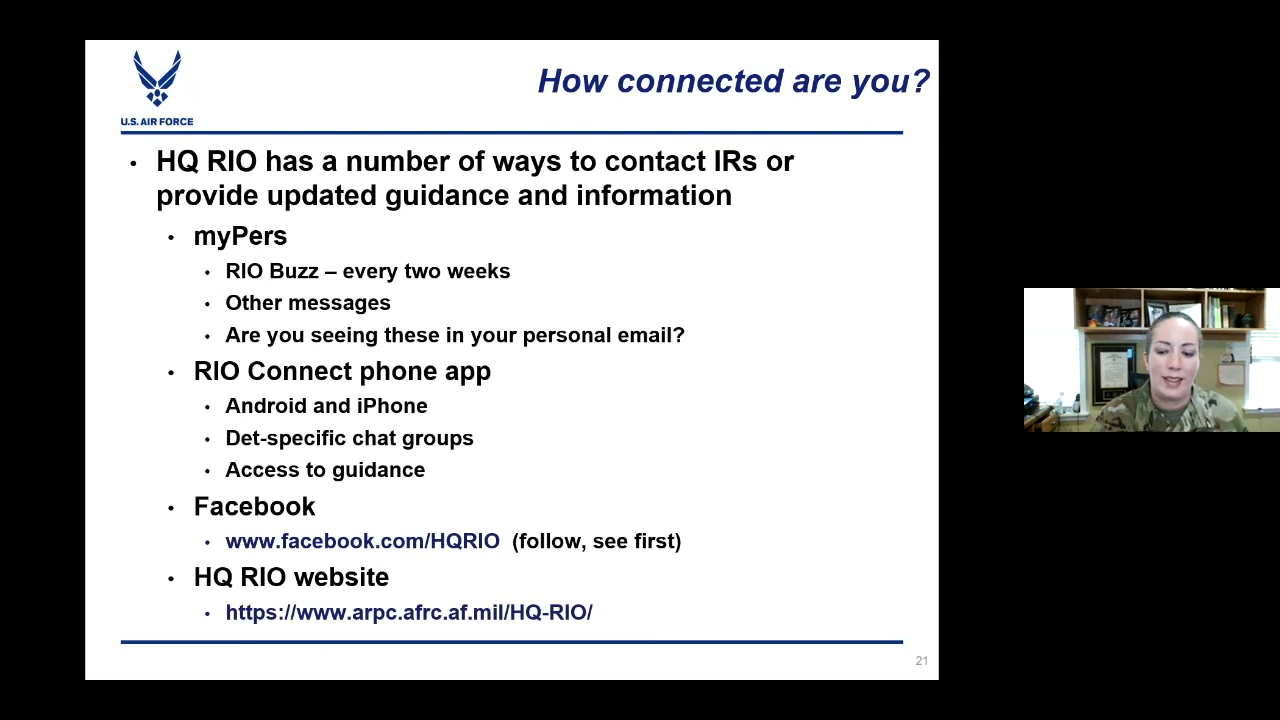 How connected are you?
U.S. AIR FORCE
• HQ RIO has a number of ways to contact IRs or
provide updated guidance and information
• myPers
• RIO Buzz – every two weeks
• Other messages
• Are you seeing these in your personal email?
• RIO Connect phone app
• Android and iPhone
• Det-specific chat groups
• Access to guidance
• Facebook
• www.facebook.com/HQRIO (follow, see first)
• HQ RIO website
• https://www.arpc.afrc.af.mil/HQ-RIO/
21